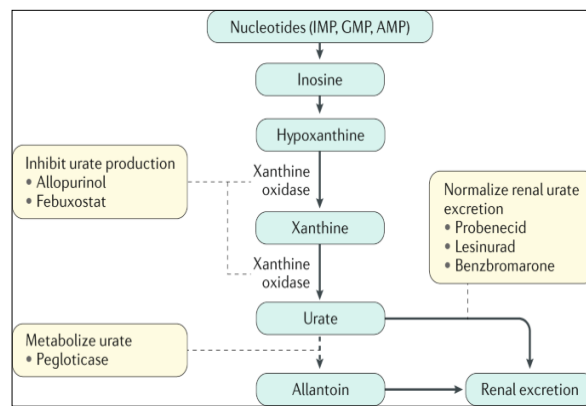 Nucleotides (IMP, GMP, AMP)
Inosine
Hypoxanthine
Inhibit urate production
• Allopurinol
• Febuxostat
Xanthine
oxidase
Normalize renal urate
excretion
• Probenecid
• Lesinurad
• Benzbromarone
Xanthine
Xanthine
oxidase
Urate
Metabolize urate
• Pegloticase
Allantoin
Renal excretion